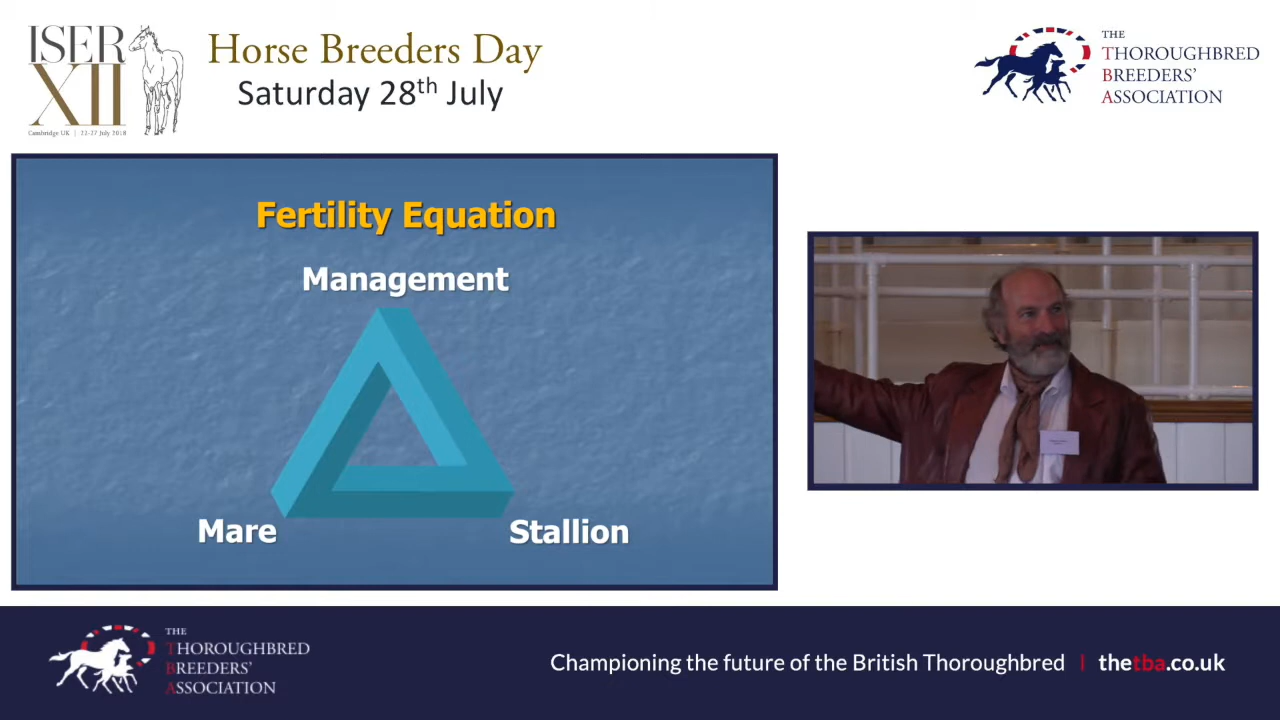 ISER
XII
Cambridge UK | 22-27 July 2018
Horse Breeders Day
Saturday 28th July
THE
THOROUGHBRED
BREEDERS'
ASSOCIATION
Fertility Equation
Management
Mare
Stallion
THE
THOROUGHBRED
BREEDERS'
ASSOCIATION
Championing the future of the British Thoroughbred | thetba.co.uk